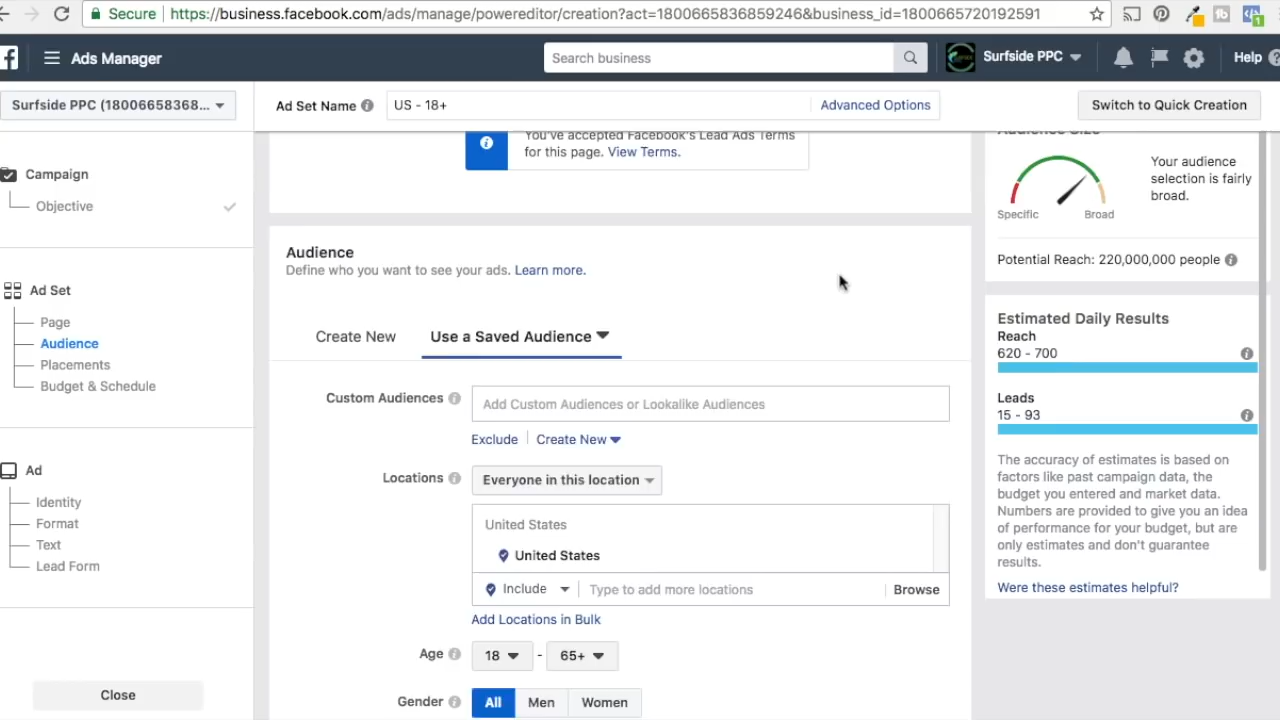 Secure | https://business.facebook.com/ads/manage/powereditor/creation?act=1800665836859246&business_id=1800665720192591
Ads Manager
Search business
Surfside PPC
Help
Surfside PPC (18006658368...
Ad Set Name
US - 18+
Advanced Options
Switch to Quick Creation
Campaign
Objective
Ad Set
Page
Audience
Placements
Budget & Schedule
Ad
Identity
Format
Text
Lead Form
Close
You've accepted Facebook's Lead Ads Terms
for this page. View Terms.
Audience
Define who you want to see your ads. Learn more.
Create New
Use a Saved Audience
Custom Audiences
Add Custom Audiences or Lookalike Audiences
Exclude
Create New
Locations
Everyone in this location
United States
United States
Include
Type to add more locations
Browse
Add Locations in Bulk
Age
18
-
65+
Gender
All
Men
Women
Audience Size
Your audience
selection is fairly
broad.
Specific
Broad
Potential Reach: 220,000,000 people
Estimated Daily Results
Reach
620 - 700
Leads
15 - 93
The accuracy of estimates is based on
factors like past campaign data, the
budget you entered and market data.
Numbers are provided to give you an idea
of performance for your budget, but are
only estimates and don't guarantee
results.
Were these estimates helpful?